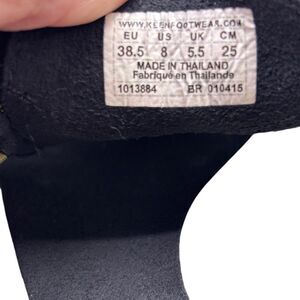 WWW.KEENFOOTWEAR.COM
EU US UK CM
38.5 8 5.5 25
MADE IN THAILAND
Fabriqué en Thaïlande
1013884 BR 010415